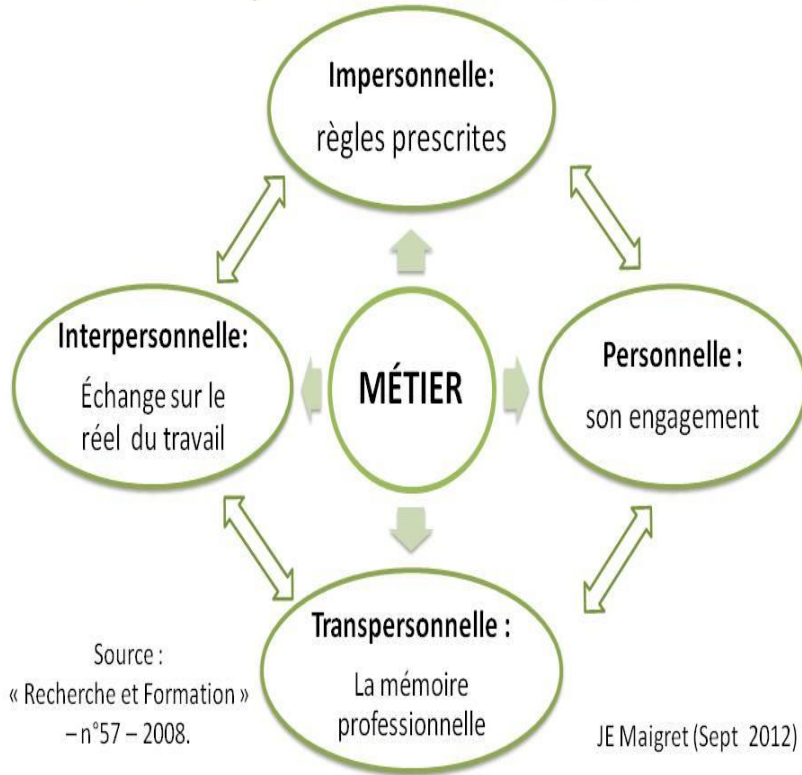 Impersonnelle:
règles prescrites
Interpersonnelle:
Échange sur le
réel du travail
MÉTIER
Personnelle :
son engagement
Transpersonnelle :
La mémoire
professionnelle
Source :
« Recherche et Formation »
– n°57 – 2008.
JE Maigret (Sept 2012)